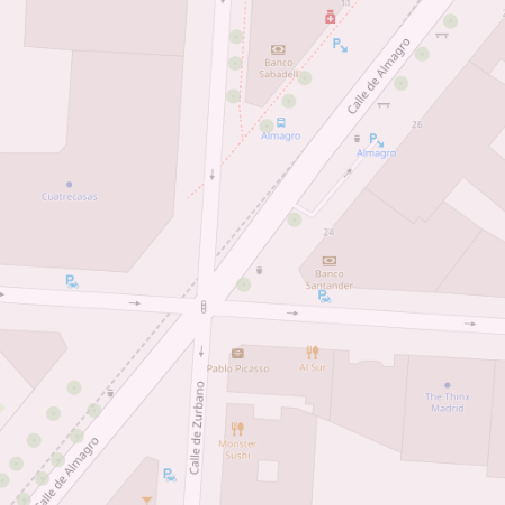 13
Banco
Sabadell
Calle de Almagro
Almagro
26
Almagro
Cuatrecasas
24
Banco
Santander
Pablo Picasso
Al Sur
The Thinx
Madrid
Calle de Zurbano
Monster
Sushi
Calle de Almagro